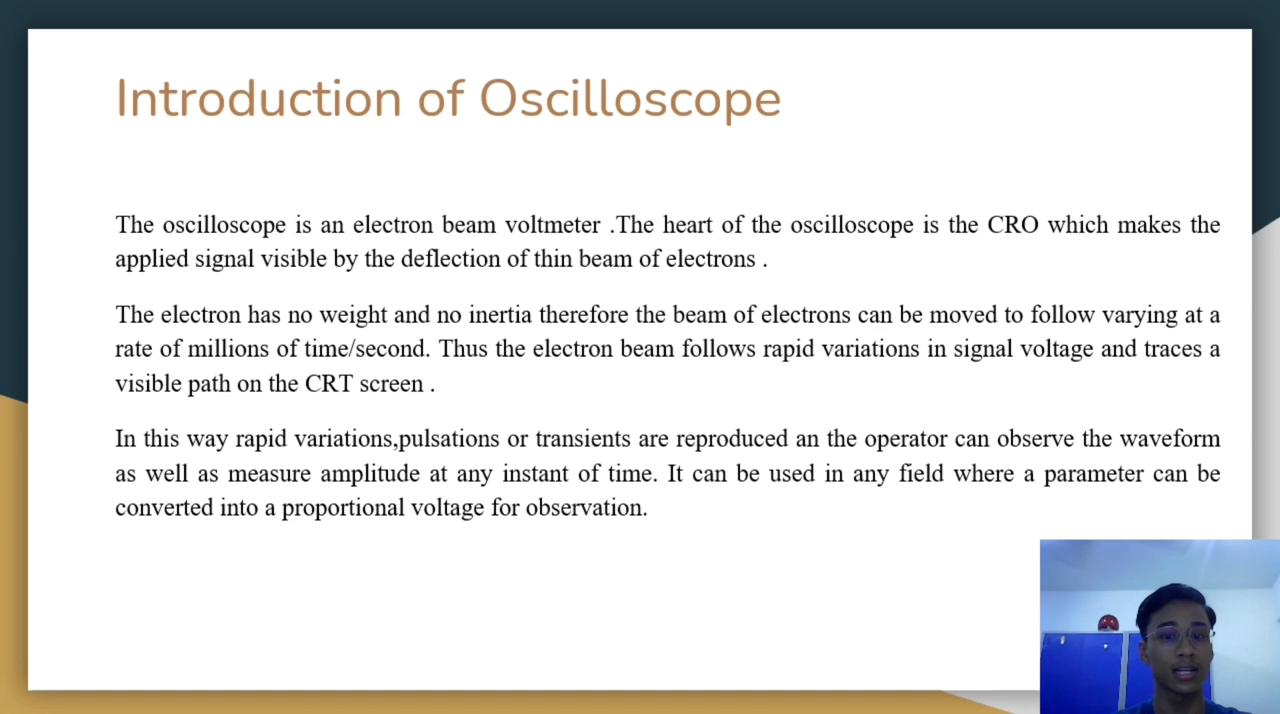 Introduction of Oscilloscope
The oscilloscope is an electron beam voltmeter .The heart of the oscilloscope is the CRO which makes the
applied signal visible by the deflection of thin beam of electrons .
The electron has no weight and no inertia therefore the beam of electrons can be moved to follow varying at a
rate of millions of time/second. Thus the electron beam follows rapid variations in signal voltage and traces a
visible path on the CRT screen .
In this way rapid variations,pulsations or transients are reproduced an the operator can observe the waveform
as well as measure amplitude at any instant of time. It can be used in any field where a parameter can be
converted into a proportional voltage for observation.